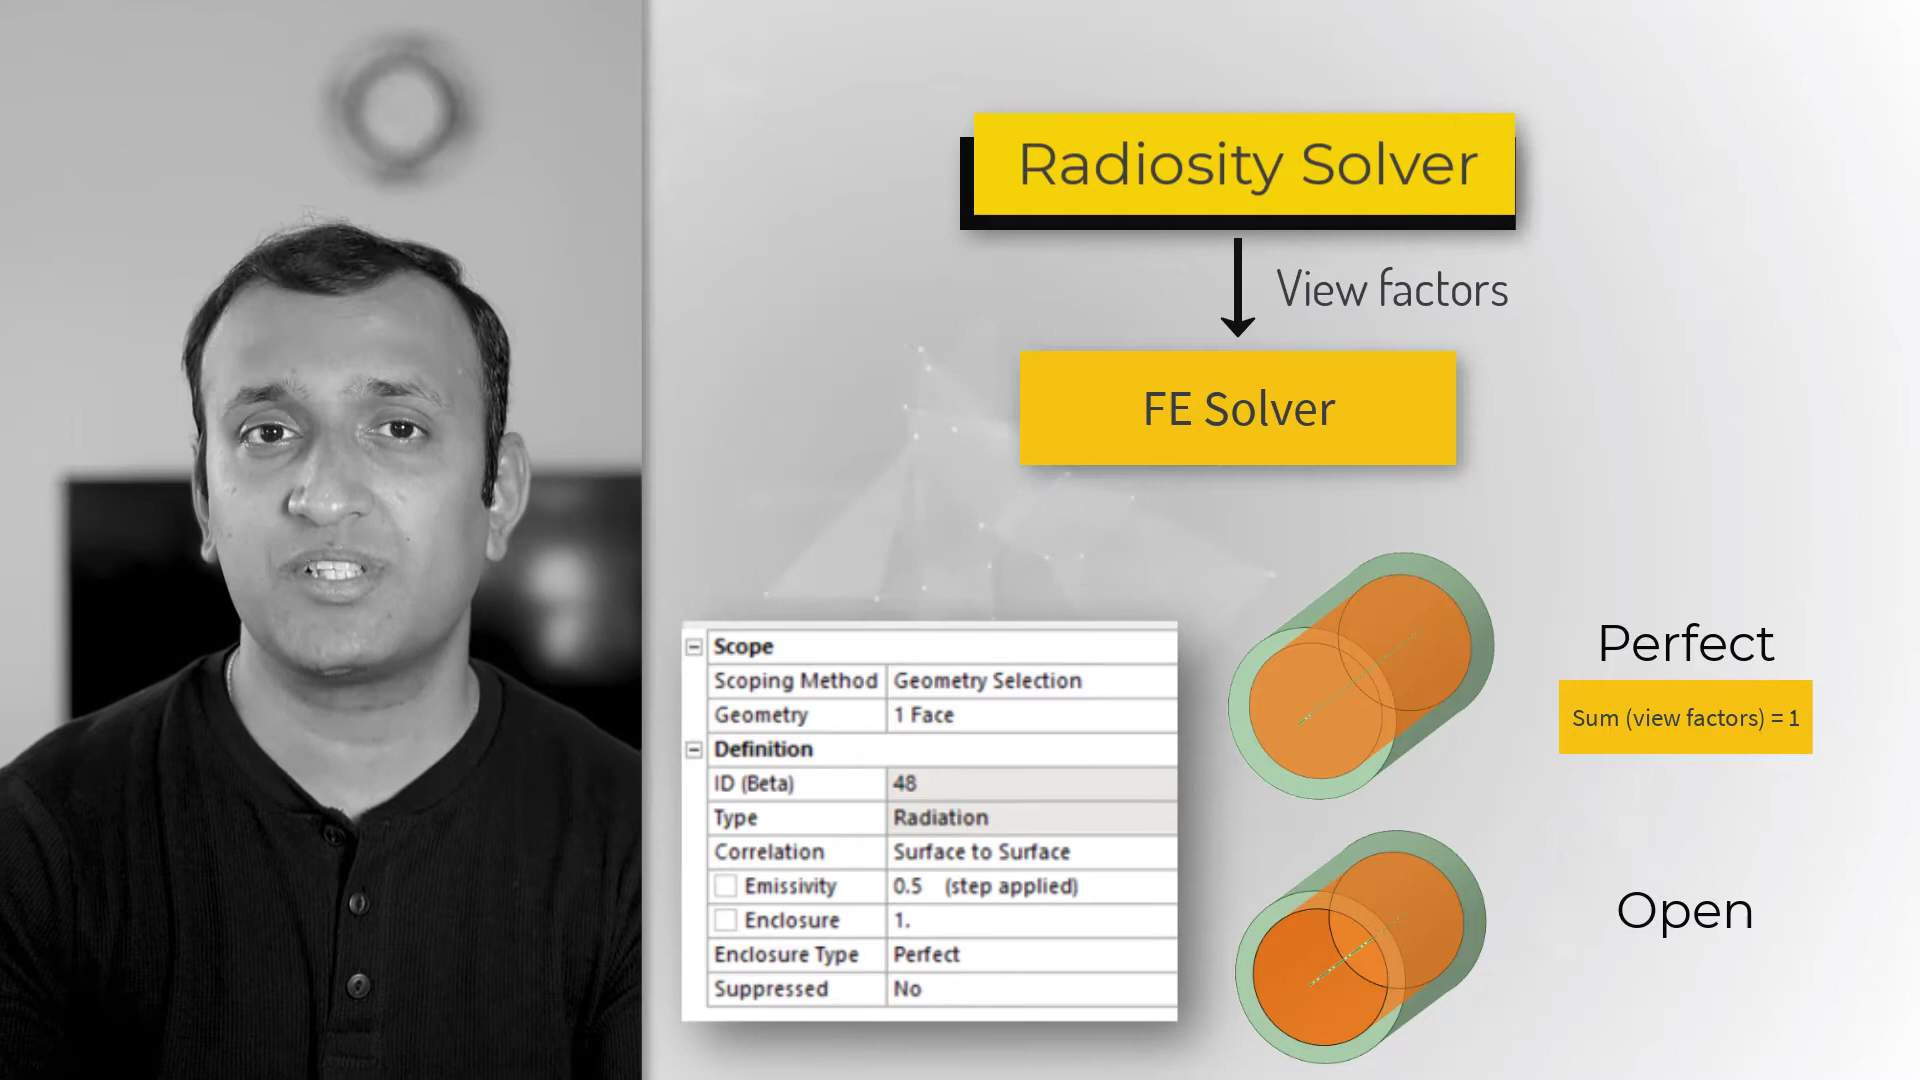 Radiosity Solver
View factors
FE Solver
Scope
Scoping Method Geometry Selection
Geometry 1 Face
Definition
ID (Beta) 48
Type Radiation
Correlation Surface to Surface
Emissivity 0.5 (step applied)
Enclosure 1.
Enclosure Type Perfect
Suppressed No
Perfect
Sum (view factors) = 1
Open